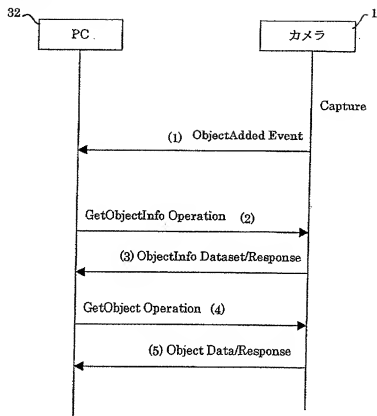 32
PC
カメラ
1
Capture
(1) ObjectAdded Event
GetObjectInfo Operation (2)
(3) ObjectInfo Dataset/Response
GetObject Operation (4)
(5) Object Data/Response